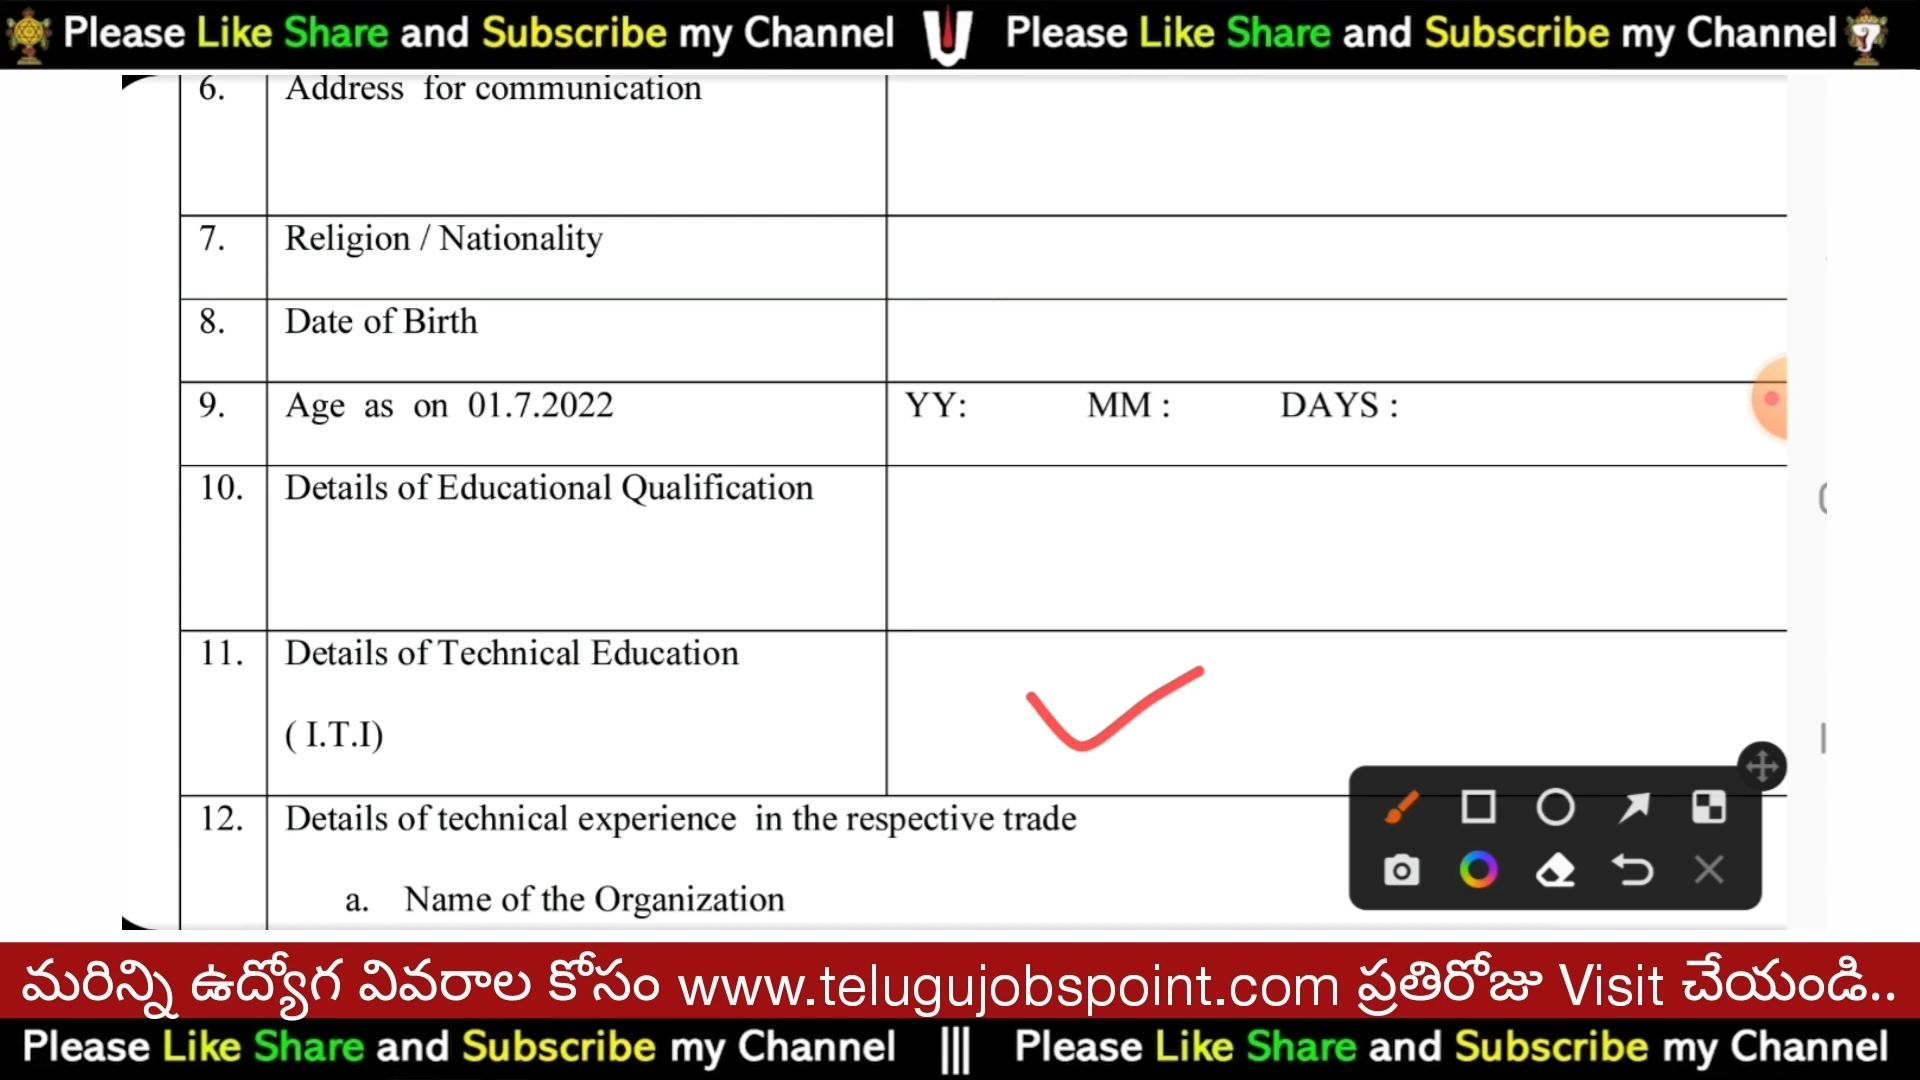 Please Like Share and Subscribe my Channel Please Like Share and Subscribe my Channel
6. Address for communication
7. Religion / Nationality
8. Date of Birth
9. Age as on 01.7.2022 YY: MM : DAYS :
10. Details of Educational Qualification
11. Details of Technical Education
( I.T.I)
12. Details of technical experience in the respective trade
a. Name of the Organization
మరిన్ని ఉద్యోగ వివరాల కోసం www.telugujobspoint.com ప్రతిరోజు Visit చేయండి..
Please Like Share and Subscribe my Channel ||| Please Like Share and Subscribe my Channel